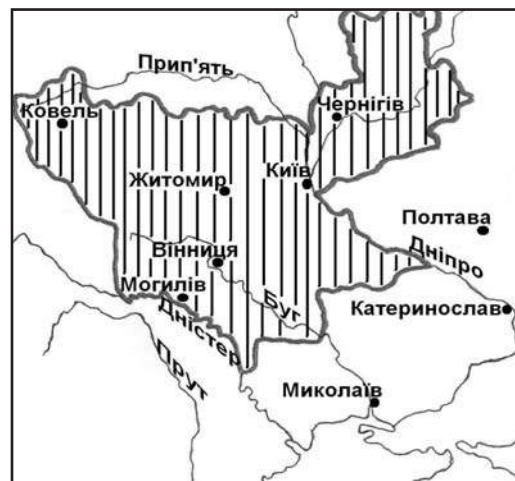 Прип'ять
Ковель
Чернігів
Київ
Житомир
Полтава
Вінниця
Дніпро
Могилів
Буг
Дністер
Катеринослав
Прут
Миколаїв